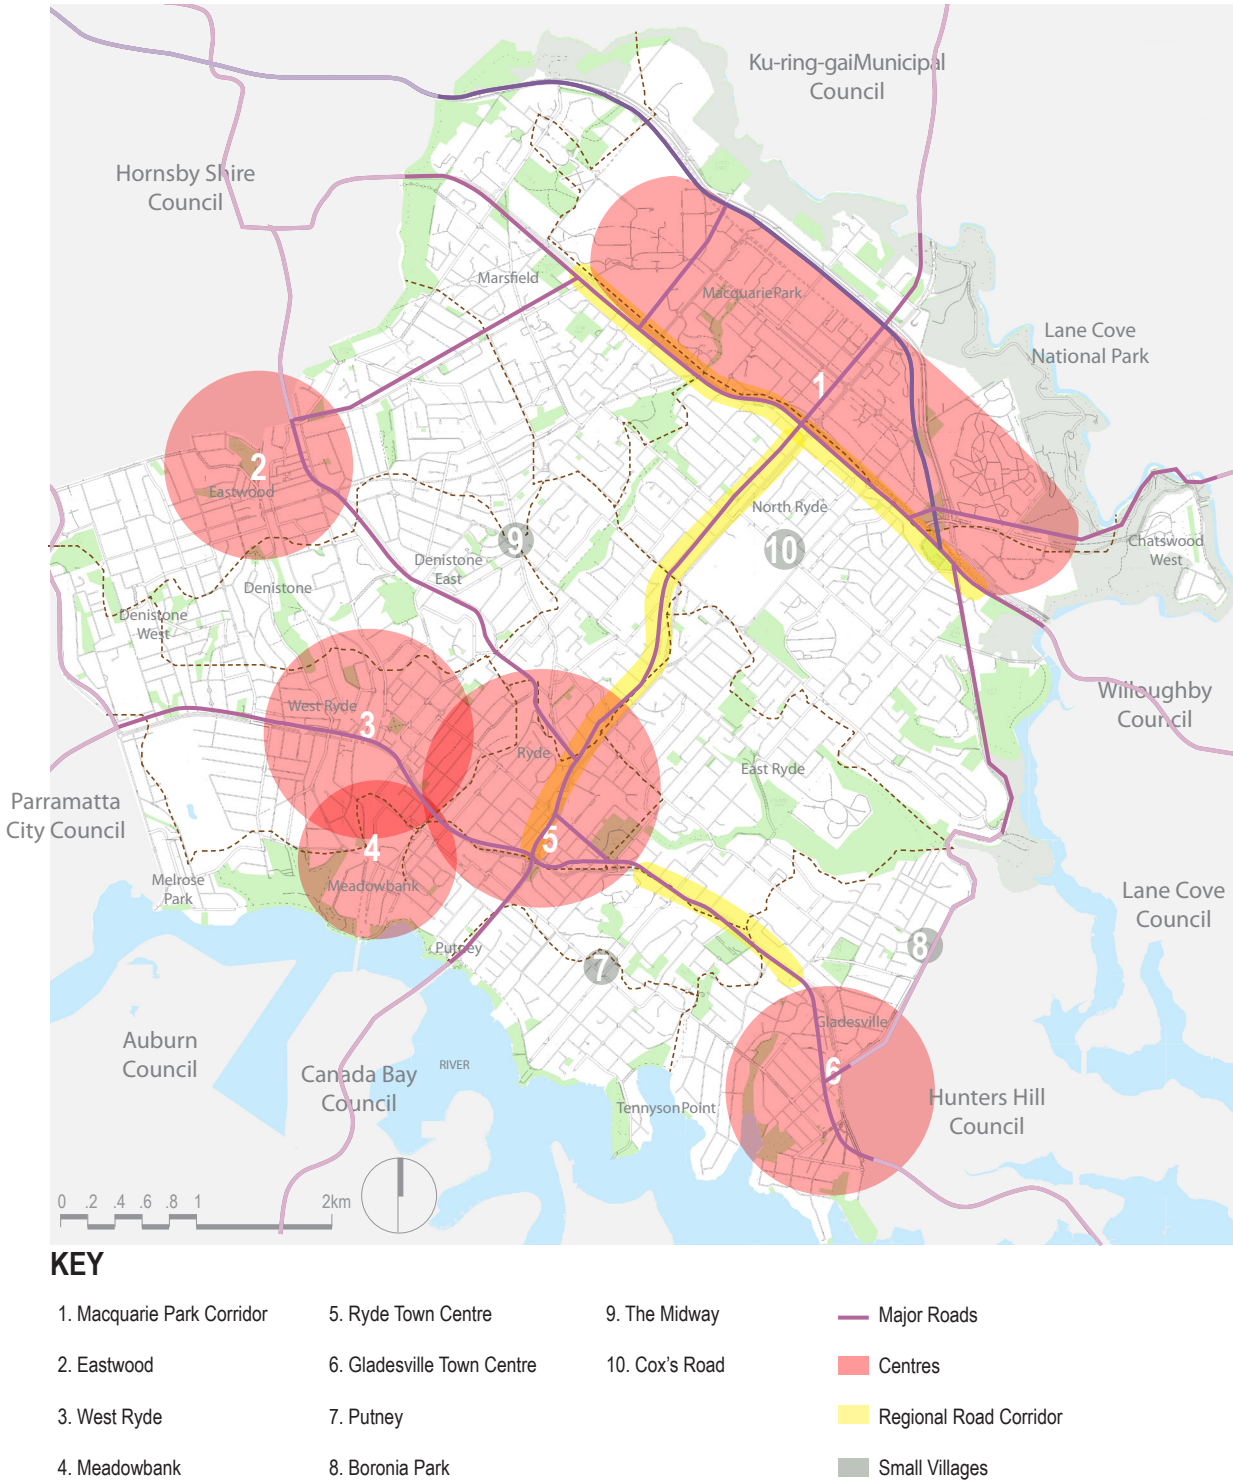 Ku-ring-gaiMunicipal
Council
Hornsby Shire
Council
Marsfield
MacquariePark
Lane Cove
National Park
1
2
Eastwood
North Ryde
9
10
Chatswood
West
Denistone
East
Denistone
Denistone
West
West Ryde
3
Willoughby
Council
Ryde
East Ryde
Parramatta
City Council
5
4
Meadowbank
Melrose
Park
Lane Cove
Council
Putney
7
8
Gladesville
Auburn
Council
RIVER
Canada Bay
Council
6
Hunters Hill
Council
TennysonPoint
0 .2 .4 .6 .8 1 2km
KEY
1. Macquarie Park Corridor
2. Eastwood
3. West Ryde
4. Meadowbank
5. Ryde Town Centre
6. Gladesville Town Centre
7. Putney
8. Boronia Park
9. The Midway
10. Cox's Road
Major Roads
Centres
Regional Road Corridor
Small Villages